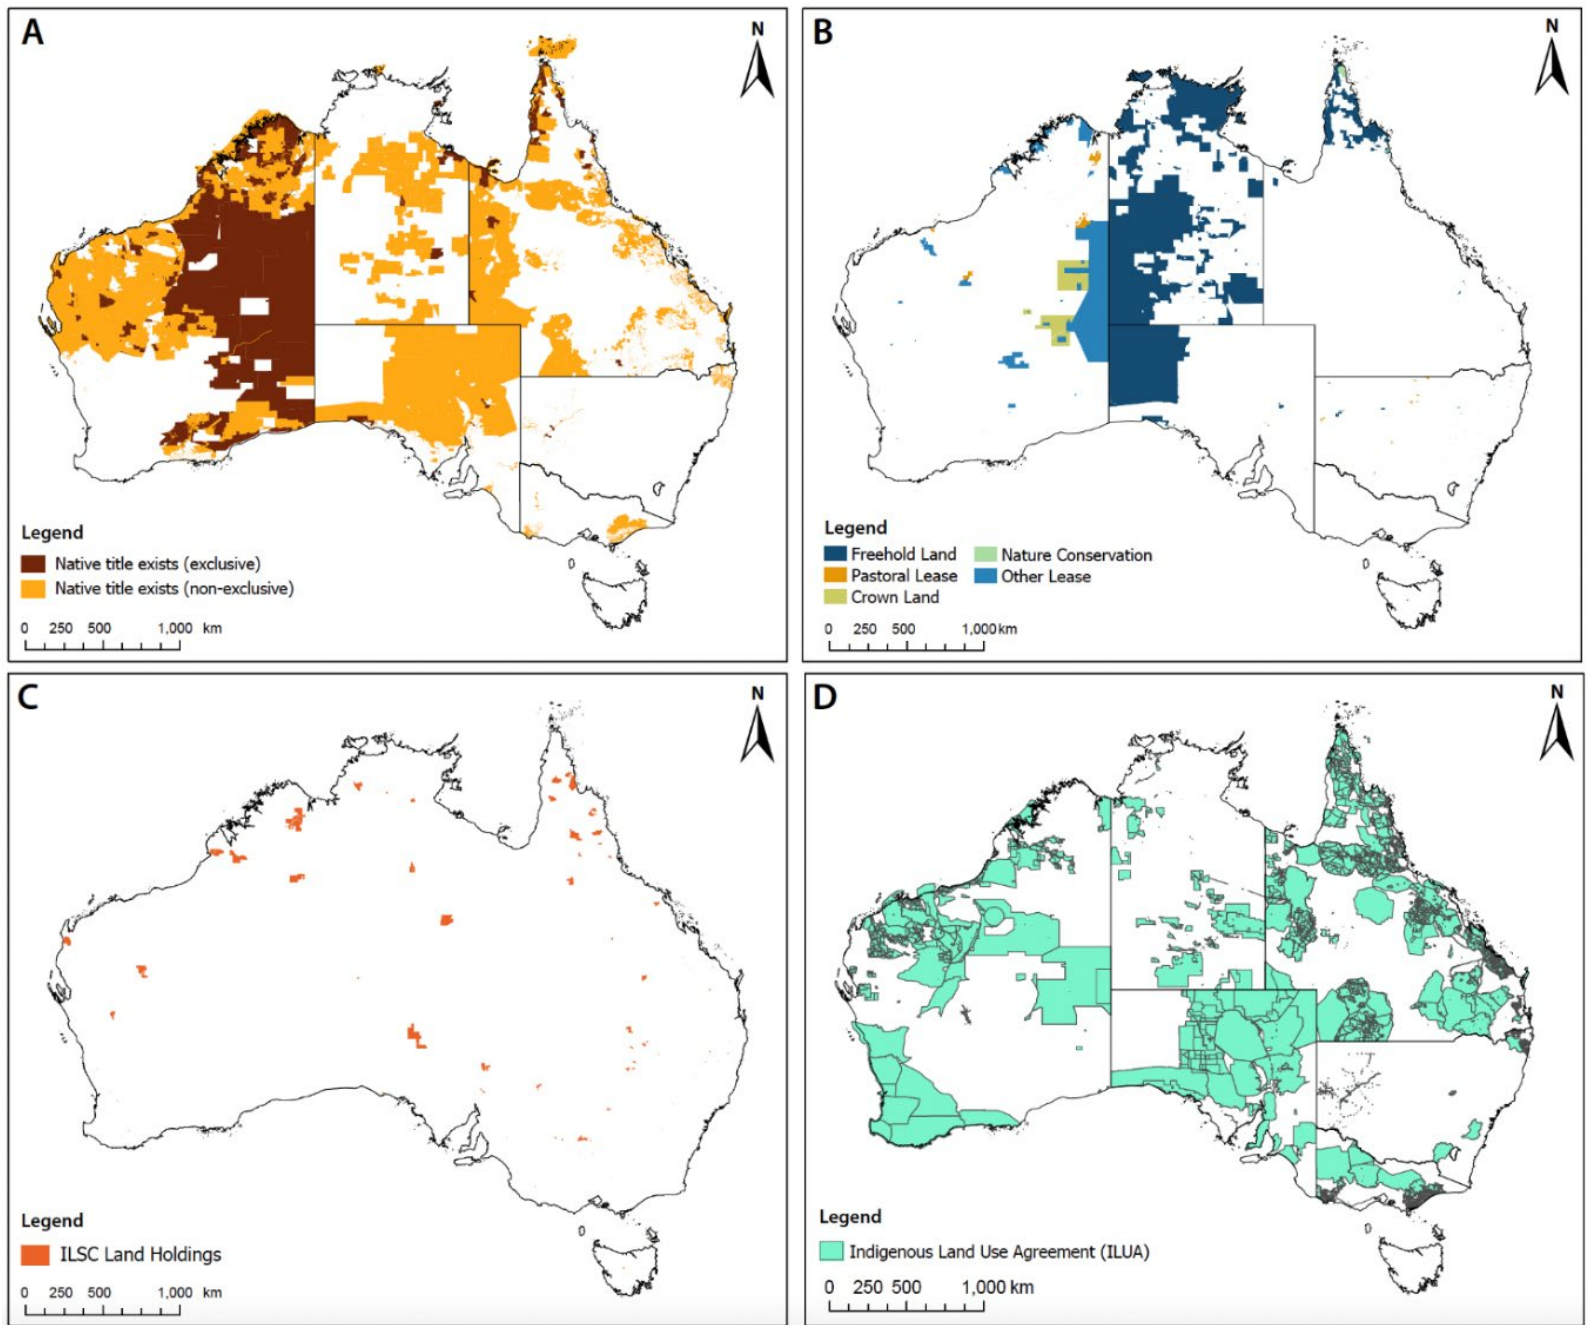 A
N
Legend
Native title exists (exclusive)
Native title exists (non-exclusive)
0 250 500 1,000 km
B
N
Legend
Freehold Land Nature Conservation
Pastoral Lease Other Lease
Crown Land
0 250 500 1,000 km
C
N
Legend
ILSC Land Holdings
0 250 500 1,000 km
D
N
Legend
Indigenous Land Use Agreement (ILUA)
0 250 500 1,000 km